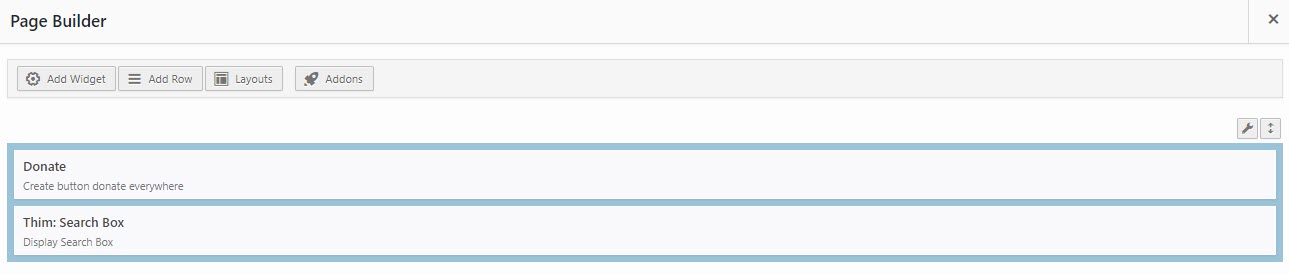 Page Builder
Add Widget Add Row Layouts Addons
Donate
Create button donate everywhere
Thim: Search Box
Display Search Box